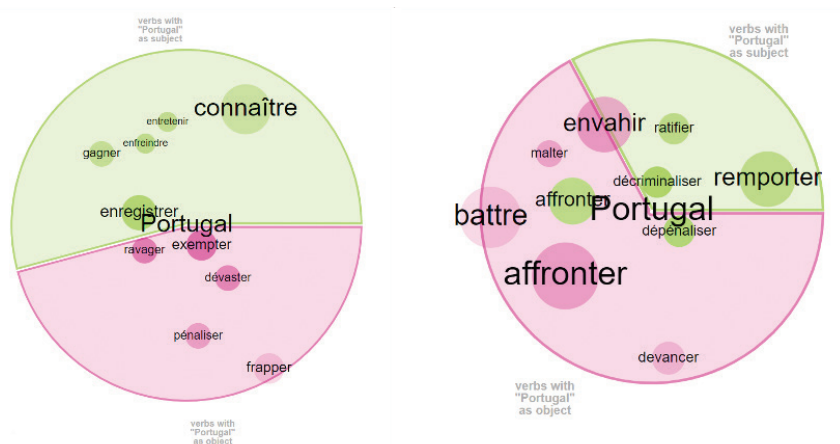 verbs with
"Portugal"
as subject
connaître
entretenir
enfreindre
gagner
enregistrer
Portugal
ravager
exempter
dévaster
pénaliser
frapper
verbs with
"Portugal"
as object
verbs with
"Portugal"
as subject
envahir
ratifier
malter
décriminaliser
remporter
affronter
Portugal
battre
dépénaliser
affronter
devancer
verbs with
"Portugal"
as object